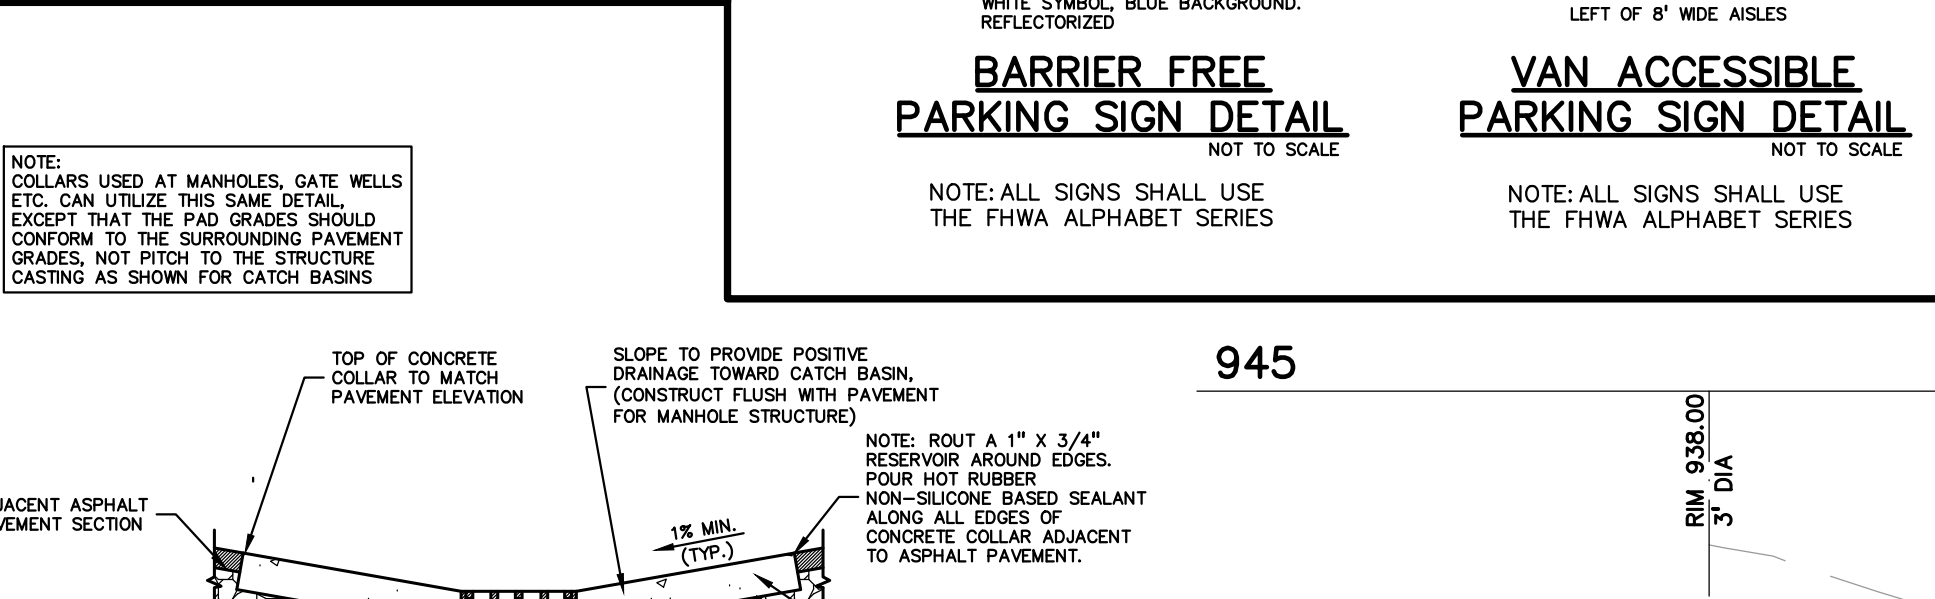 WHITE SYMBOL, BLUE BACKGROUND.
REFLECTORIZED
LEFT OF 8' WIDE AISLES
BARRIER FREE
PARKING SIGN DETAIL
NOT TO SCALE
NOTE: ALL SIGNS SHALL USE
THE FHWA ALPHABET SERIES
VAN ACCESSIBLE
PARKING SIGN DETAIL
NOT TO SCALE
NOTE: ALL SIGNS SHALL USE
THE FHWA ALPHABET SERIES
NOTE:
COLLARS USED AT MANHOLES, GATE WELLS
ETC. CAN UTILIZE THIS SAME DETAIL,
EXCEPT THAT THE PAD GRADES SHOULD
CONFORM TO THE SURROUNDING PAVEMENT
GRADES, NOT PITCH TO THE STRUCTURE
CASTING AS SHOWN FOR CATCH BASINS
TOP OF CONCRETE
COLLAR TO MATCH
PAVEMENT ELEVATION
SLOPE TO PROVIDE POSITIVE
DRAINAGE TOWARD CATCH BASIN,
(CONSTRUCT FLUSH WITH PAVEMENT
FOR MANHOLE STRUCTURE)
NOTE: ROUT A 1" X 3/4"
RESERVOIR AROUND EDGES.
POUR HOT RUBBER
NON-SILICONE BASED SEALANT
ALONG ALL EDGES OF
CONCRETE COLLAR ADJACENT
TO ASPHALT PAVEMENT.
JACENT ASPHALT
VEMENT SECTION
1% MIN.
(TYP.)
945
RIM 938.00
3' DIA